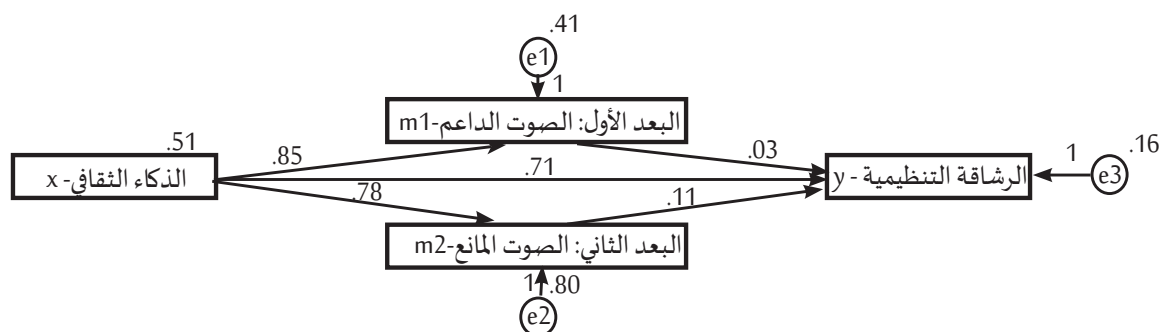 .41
e1
1
البعد الأول: الصوت الداعم-m1
.51
.85
.03
.16
1
الذكاء الثقافي- x
.71
الرشاقة التنظيمية - y
e3
.78
.11
البعد الثاني: الصوت المانع-m2
1
.80
e2